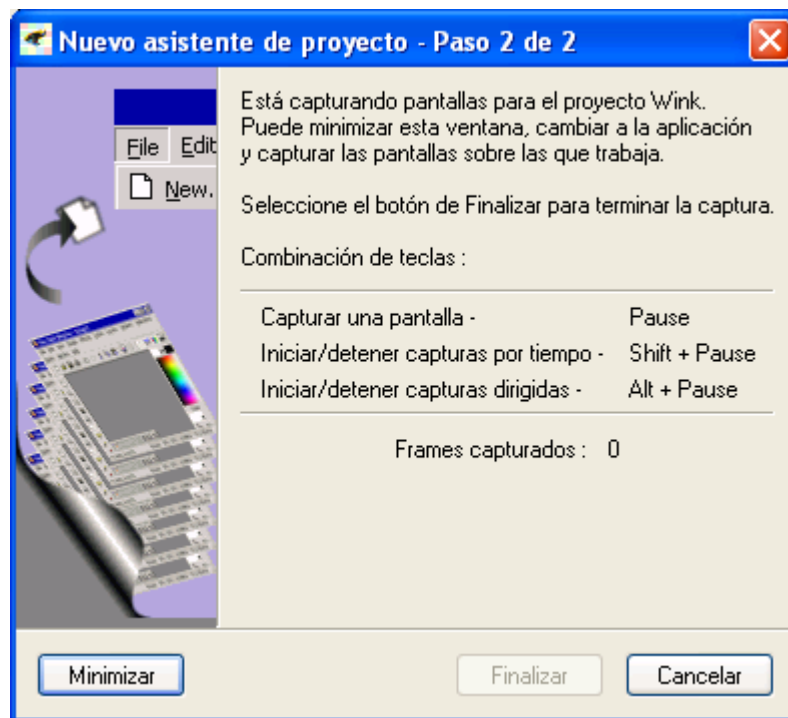 Nuevo asistente de proyecto - Paso 2 de 2
File Edit
New.
Está capturando pantallas para el proyecto Wink.
Puede minimizar esta ventana, cambiar a la aplicación
y capturar las pantallas sobre las que trabaja.
Seleccione el botón de Finalizar para terminar la captura.
Combinación de teclas :
Capturar una pantalla - Pause
Iniciar/detener capturas por tiempo - Shift + Pause
Iniciar/detener capturas dirigidas - Alt + Pause
Frames capturados : 0
Minimizar Finalizar Cancelar